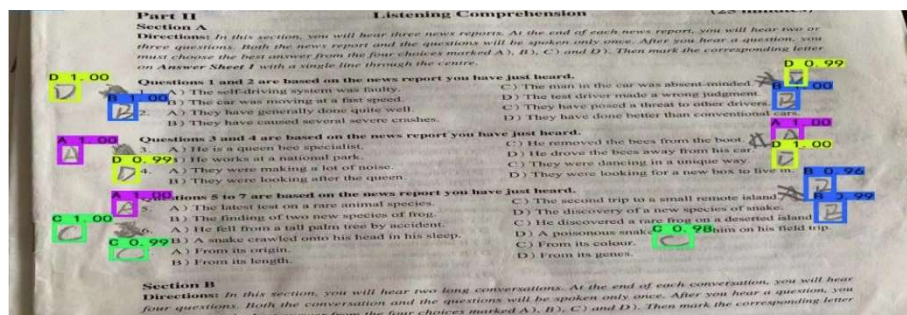 Part II Listening Comprehension (25 minutes)
Section A
Directions: In this section, you will hear three news reports. At the end of each news report, you will hear two or
three questions. Both the news report and the questions will be spoken only once. After you hear a question, you
must choose the best answer from the four choices marked A), B), C) and D). Then mark the corresponding letter
on Answer Sheet 1 with a single line through the centre.
D 1.00
D 0.99
Questions 1 and 2 are based on the news report you have just heard.
D
D
A) The self-driving system was faulty. C) The man in the car was absent-minded.
B 1.00
B) The car was moving at a fast speed. D) The test driver made a wrong judgment.
B
B
2. A) They have generally done quite well. C) They have posed a threat to other drivers.
B) They have caused several severe crushes. D) They have done better than conventional cars.
A 1.00
A 1.00
Questions 3 and 4 are based on the news report you have just heard.
A
A
3. A) He is a queen bee specialist. C) He removed the bees from the boot.
D 0.99
D 1.00
B) He works at a national park. D) He drove the bees away from his car.
D
D
4. A) They were making a lot of noise. C) They were dancing in a unique way.
B) They were looking after the queen. D) They were looking for a new box to live in.
B 0.96
A 1.00
Questions 5 to 7 are based on the news report you have just heard.
A
5. A) The latest test on a rare animal species. C) The second trip to a small remote island
B 0.99
B) The finding of two new species of frog. D) The discovery of a new species of snake.
B
C 1.00
C
6. A) He fell from a tall palm tree by accident. C) He discovered a rare frog on a deserted island
C 0.99
C 0.98
B) A snake crawled onto his head in his sleep. D) A poisonous snake him on his field trip.
C
C
A) From its origin. C) From its colour.
B) From its length. D) From its genes.
Section B
Directions: In this section, you will hear two long conversations. At the end of each conversation, you will hear
four questions. Both the conversation and the questions will be spoken only once. After you hear a question, you
from the four choices marked A), B), C) and D). Then mark the corresponding letter